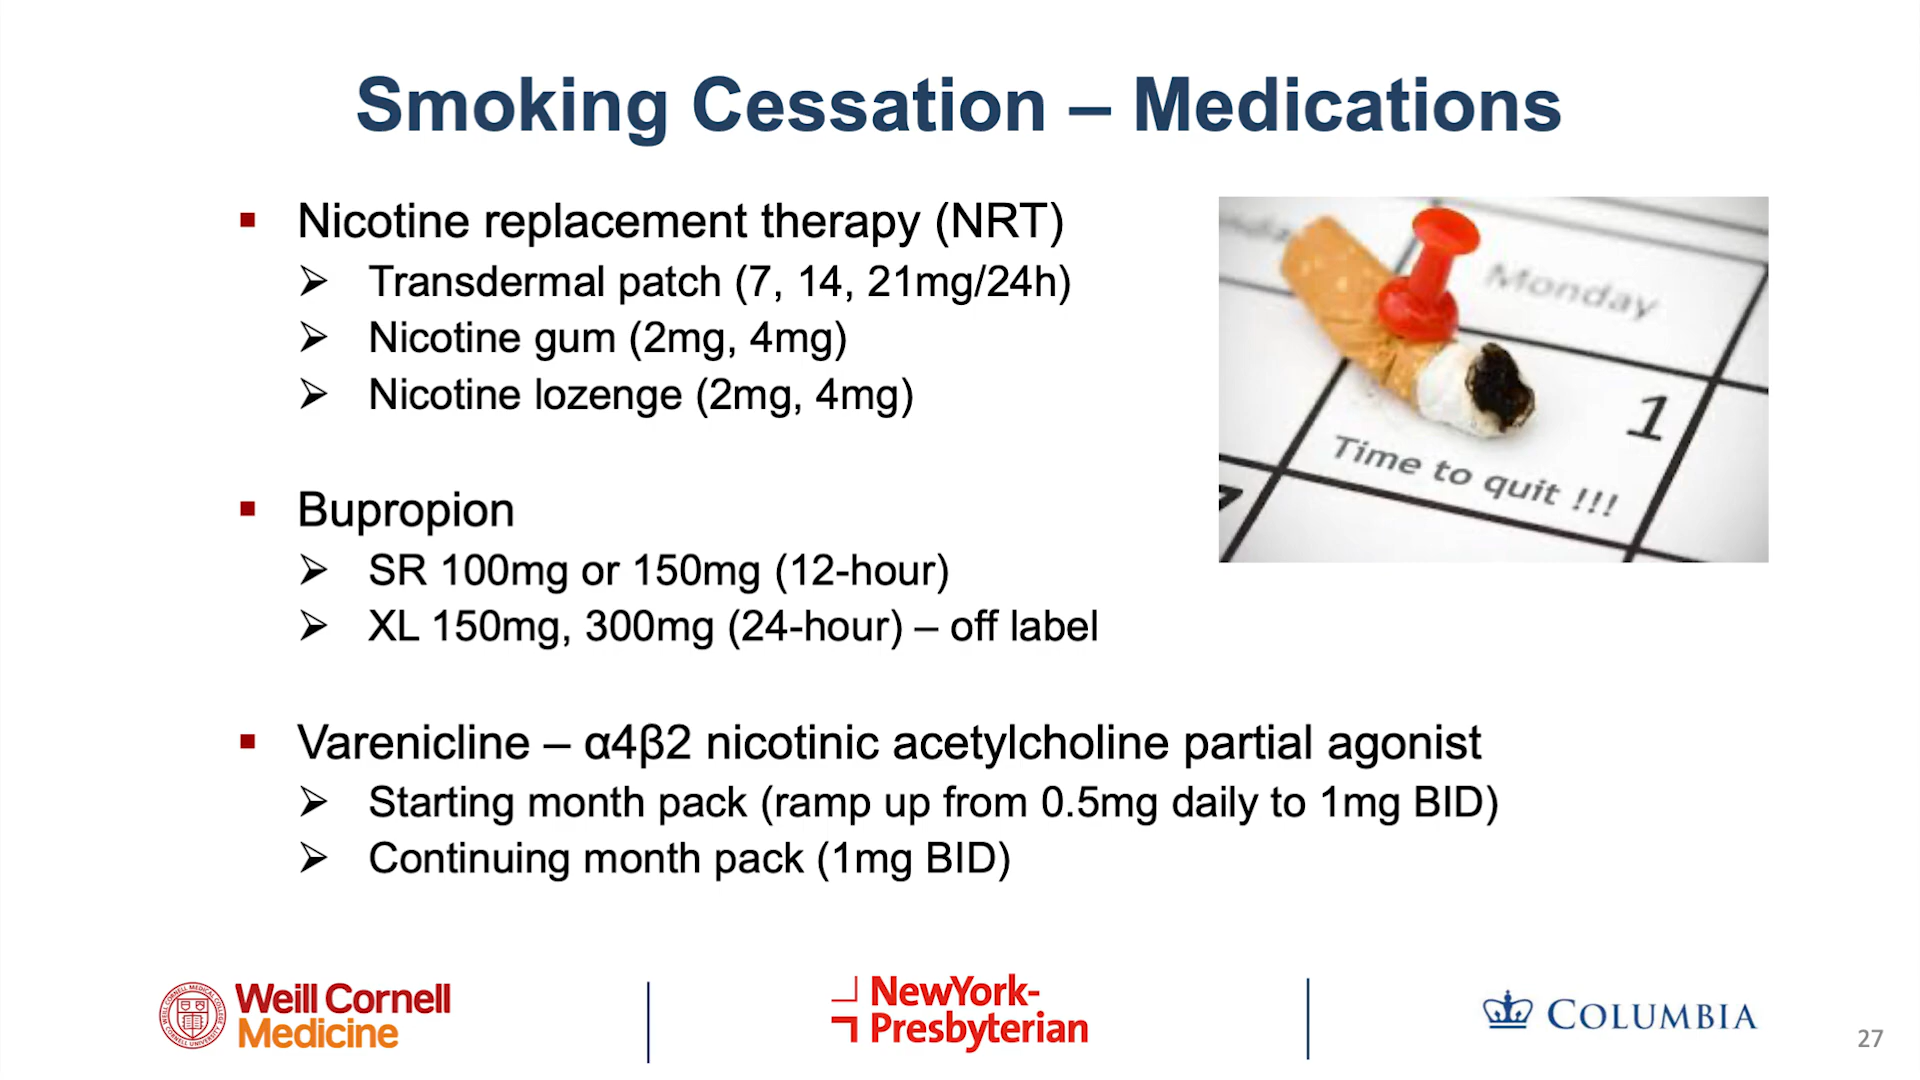 Smoking Cessation – Medications
▪ Nicotine replacement therapy (NRT)
➢ Transdermal patch (7, 14, 21mg/24h)
➢ Nicotine gum (2mg, 4mg)
➢ Nicotine lozenge (2mg, 4mg)
Monday
1
Time to quit !!!
7
▪ Bupropion
➢ SR 100mg or 150mg (12-hour)
➢ XL 150mg, 300mg (24-hour) – off label
▪ Varenicline – α4β2 nicotinic acetylcholine partial agonist
➢ Starting month pack (ramp up from 0.5mg daily to 1mg BID)
➢ Continuing month pack (1mg BID)
Weill Cornell
Medicine
NewYork-
Presbyterian
COLUMBIA
27